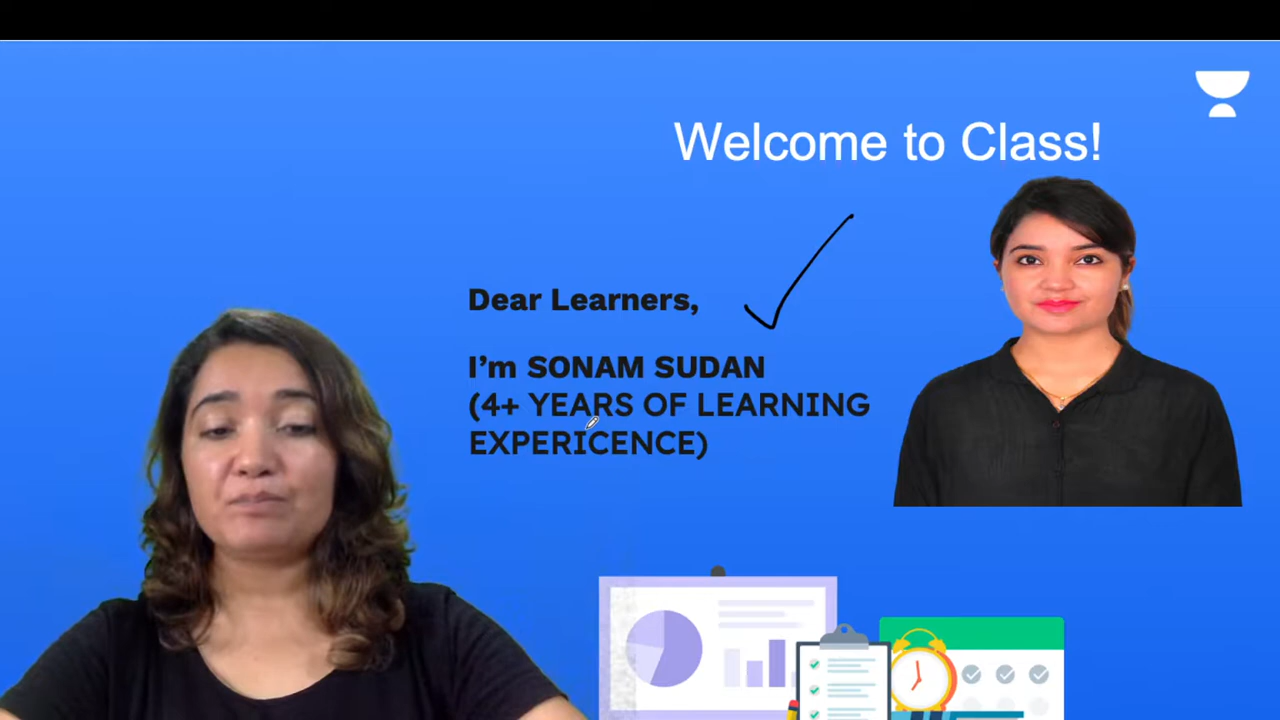 Welcome to Class!
Dear Learners,
I’m SONAM SUDAN
(4+ YEARS OF LEARNING
EXPERICENCE)